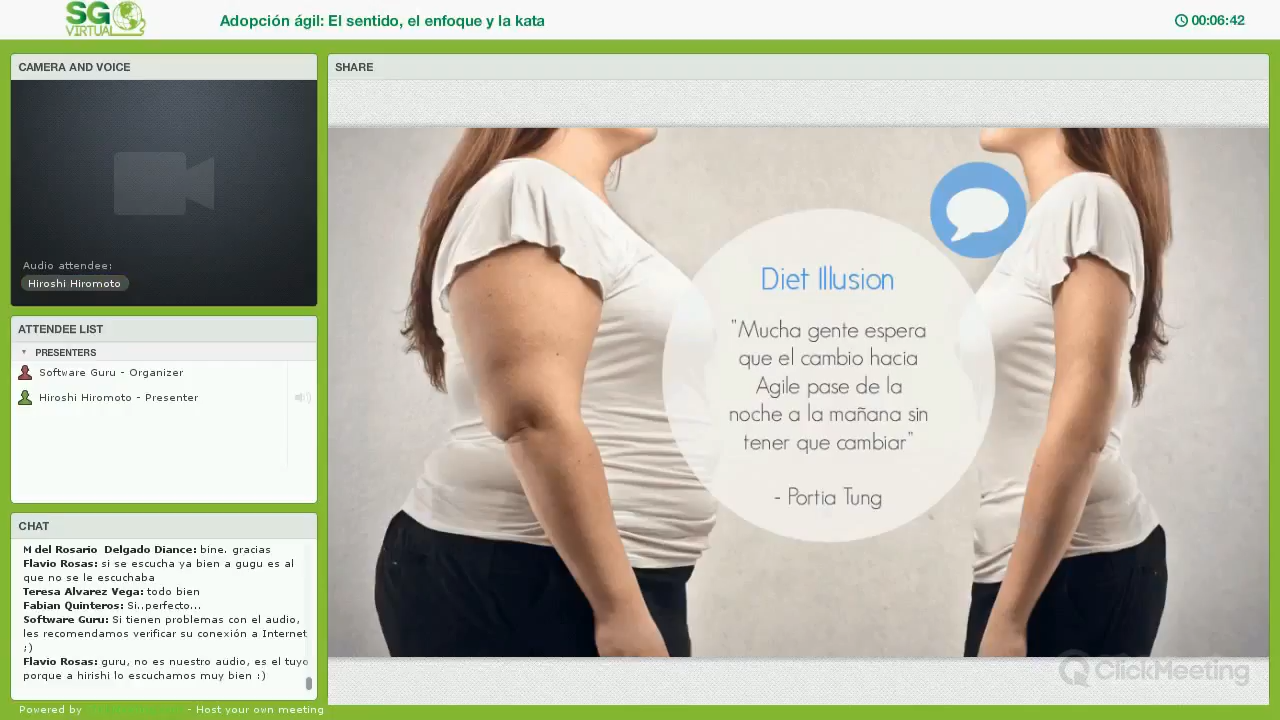 SG
VIRTUAL
Adopción ágil: El sentido, el enfoque y la kata
00:06:42
CAMERA AND VOICE
Audio attendee:
Hiroshi Hiromoto
ATTENDEE LIST
PRESENTERS
Software Guru - Organizer
Hiroshi Hiromoto - Presenter
CHAT
M del Rosario Delgado Diance: bine. gracias
Flavio Rosas: si se escucha ya bien a gugu es al
que no se le escuchaba
Teresa Alvarez Vega: todo bien
Fabian Quinteros: Si..perfecto...
Software Guru: Si tienen problemas con el audio,
les recomendamos verificar su conexión a Internet
;)
Flavio Rosas: guru, no es nuestro audio, es el tuyo
porque a hirishi lo escuchamos muy bien :)
Powered by
- Host your own meeting
SHARE
Diet Illusion
"Mucha gente espera
que el cambio hacia
Agile pase de la
noche a la mañana sin
tener que cambiar"
- Portia Tung
ClickMeeting